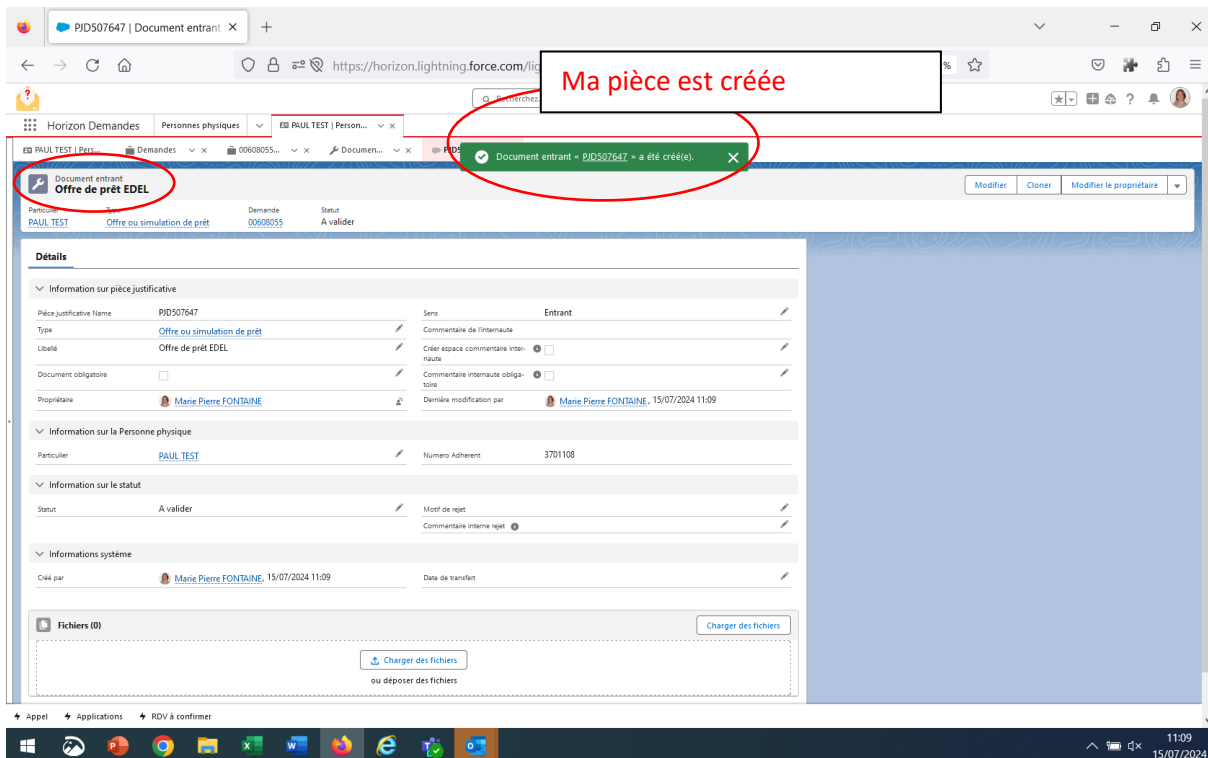 PJD507647 | Document entrant
https://horizon.lightning.force.com/lig
%
Ma pièce est créée
Horizon Demandes Personnes physiques PAUL TEST | Person...
PAUL TEST | Pers... Demandes 00608055... Documen...
Document entrant « PJD507647 » a été créé(e).
Document entrant
Offre de prêt EDEL
Modifier Cloner Modifier le propriétaire
Particulier Type Demande Statut
PAUL TEST Offre ou simulation de prêt 00608055 A valider
Détails
Information sur pièce justificative
Pièce justificative Name PJD507647 Sens Entrant
Type Offre ou simulation de prêt Commentaire de l'internaute
Libellé Offre de prêt EDEL Créer espace commentaire inter-
naute
Document obligatoire Commentaire internaute obliga-
toire
Propriétaire Marie Pierre FONTAINE Dernière modification par Marie Pierre FONTAINE, 15/07/2024 11:09
Information sur la Personne physique
Particulier PAUL TEST Numero Adherent 3701108
Information sur le statut
Statut A valider Motif de rejet
Commentaire interne rejet
Informations système
Créé par Marie Pierre FONTAINE, 15/07/2024 11:09 Date de transfert
Fichiers (0) Charger des fichiers
Charger des fichiers
ou déposer des fichiers
Appel Applications RDV à confirmer
11:09
15/07/2024